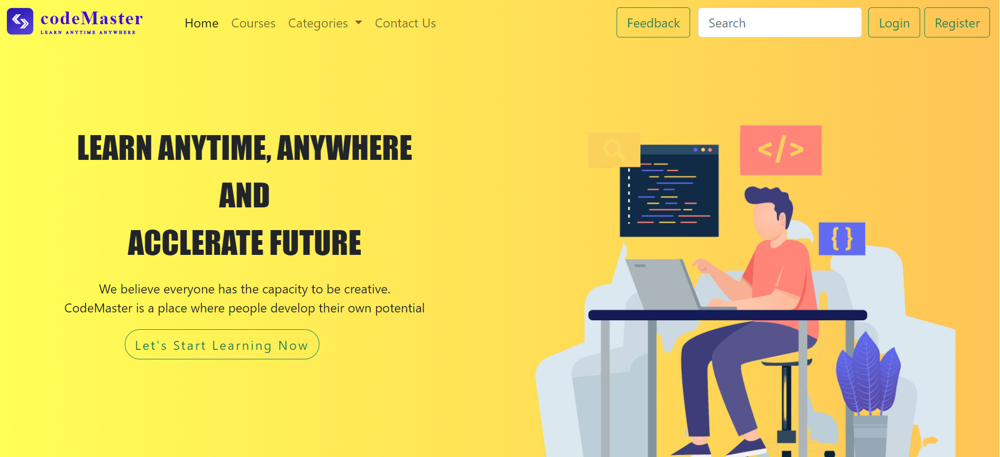 codeMaster
LEARN ANYTIME ANYWHERE
Home Courses Categories Contact Us Feedback Search Login Register
LEARN ANYTIME, ANYWHERE
AND
ACCLERATE FUTURE
We believe everyone has the capacity to be creative.
CodeMaster is a place where people develop their own potential
Let's Start Learning Now
</>
{ }